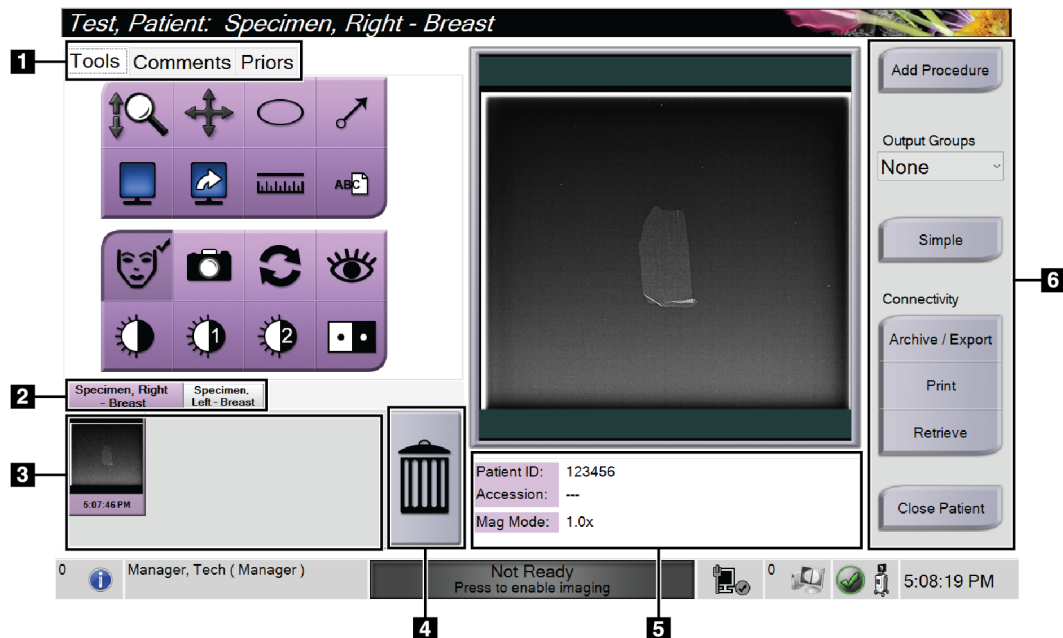 Test, Patient: Specimen, Right - Breast
1
Tools Comments Priors
ABC
1
2
2
Specimen, Right
- Breast
Specimen,
Left - Breast
3
5:07:46 PM
4
Patient ID: 123456
Accession: ---
Mag Mode: 1.0x
5
Add Procedure
Output Groups
None
Simple
Connectivity
Archive / Export
Print
Retrieve
Close Patient
6
0
i
Manager, Tech ( Manager )
Not Ready
Press to enable imaging
0
5:08:19 PM